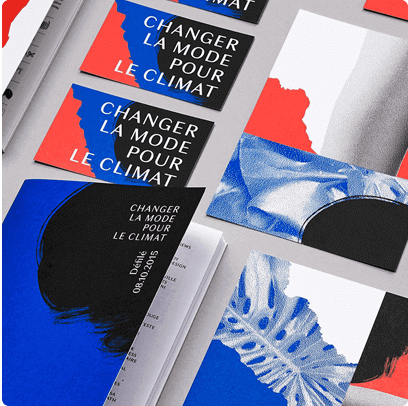 CHANGER
LA MODE
POUR
LE CLIMAT
CHANGER
LA MODE
POUR
LE CLIMAT
CHANGER
LA MODE
POUR
LE CLIMAT
Défilé
08.10.2015